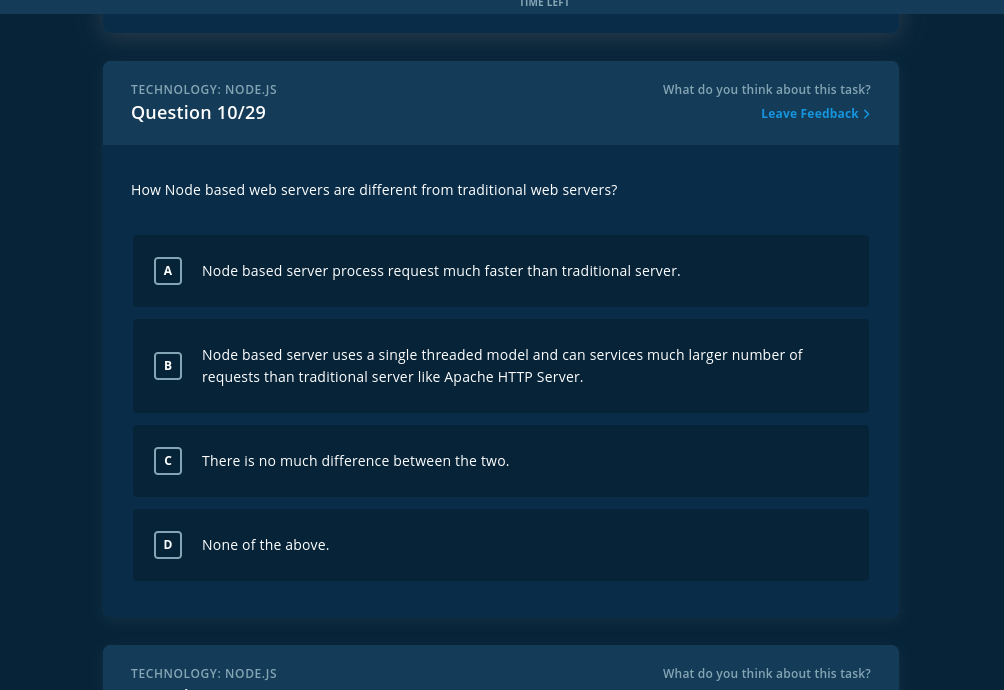 TIME LEFT
TECHNOLOGY: NODE.JS
What do you think about this task?
Question 10/29
Leave Feedback
How Node based web servers are different from traditional web servers?
A
Node based server process request much faster than traditional server.
B
Node based server uses a single threaded model and can services much larger number of
requests than traditional server like Apache HTTP Server.
C
There is no much difference between the two.
D
None of the above.
TECHNOLOGY: NODE.JS
What do you think about this task?